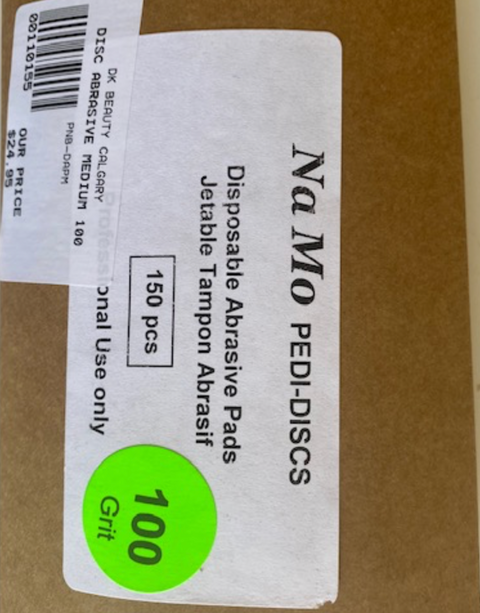 Na Mo PEDI-DISCS
Disposable Abrasive Pads
Jetable Tampon Abrasif
150 pcs
Professional Use only
100
Grit
DK BEAUTY CALGARY
DISC ABRASIVE MEDIUM 100
PNB-DAPM
00110155
OUR PRICE
$24.95